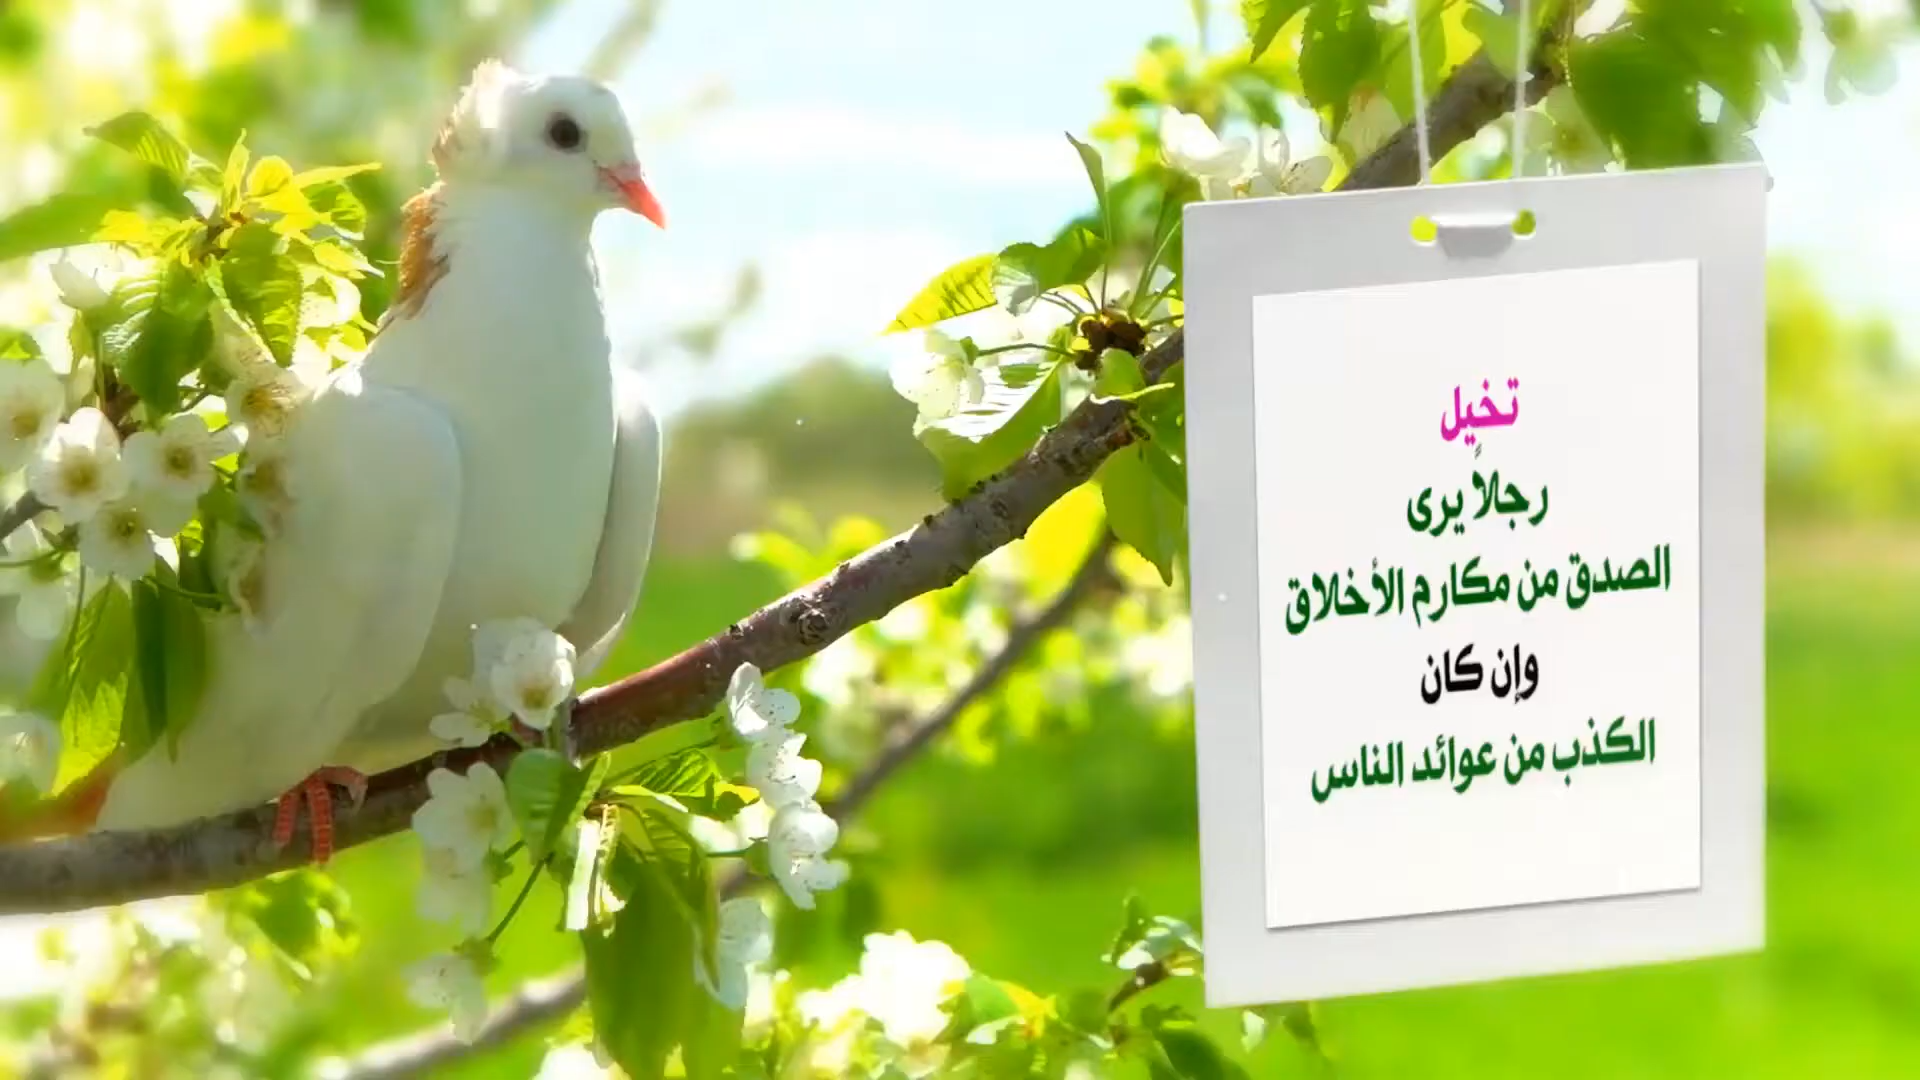 تخيل
رجلاً يرى
الصدق من مكارم الأخلاق
وإن كان
الكذب من عوائد الناس